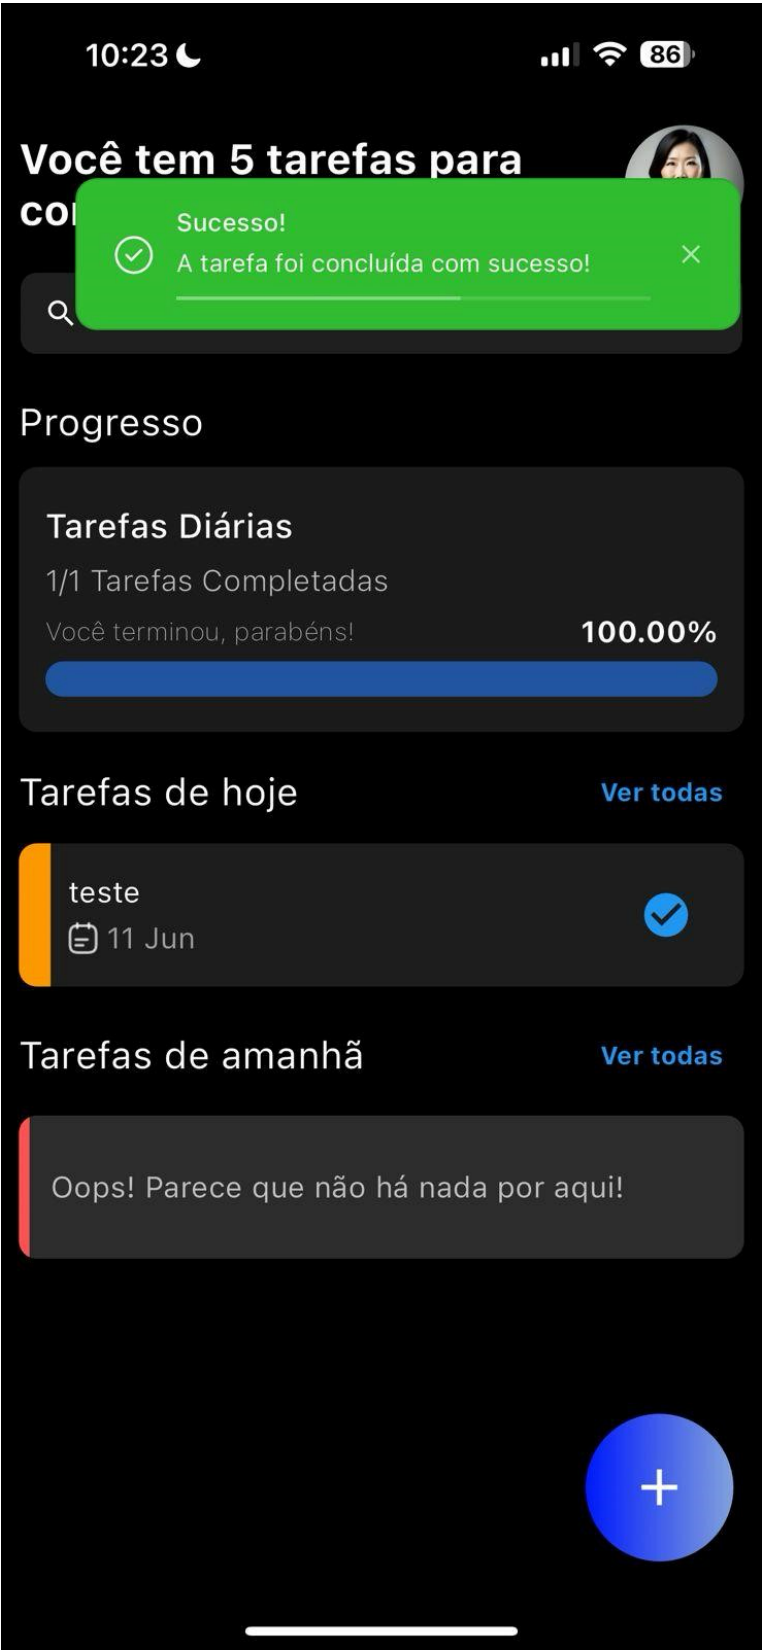 10:23
86
Você tem 5 tarefas para
Sucesso!
A tarefa foi concluída com sucesso!
Progresso
Tarefas Diárias
1/1 Tarefas Completadas
Você terminou, parabéns!
100.00%
Tarefas de hoje
Ver todas
teste
11 Jun
Tarefas de amanhã
Ver todas
Oops! Parece que não há nada por aqui!